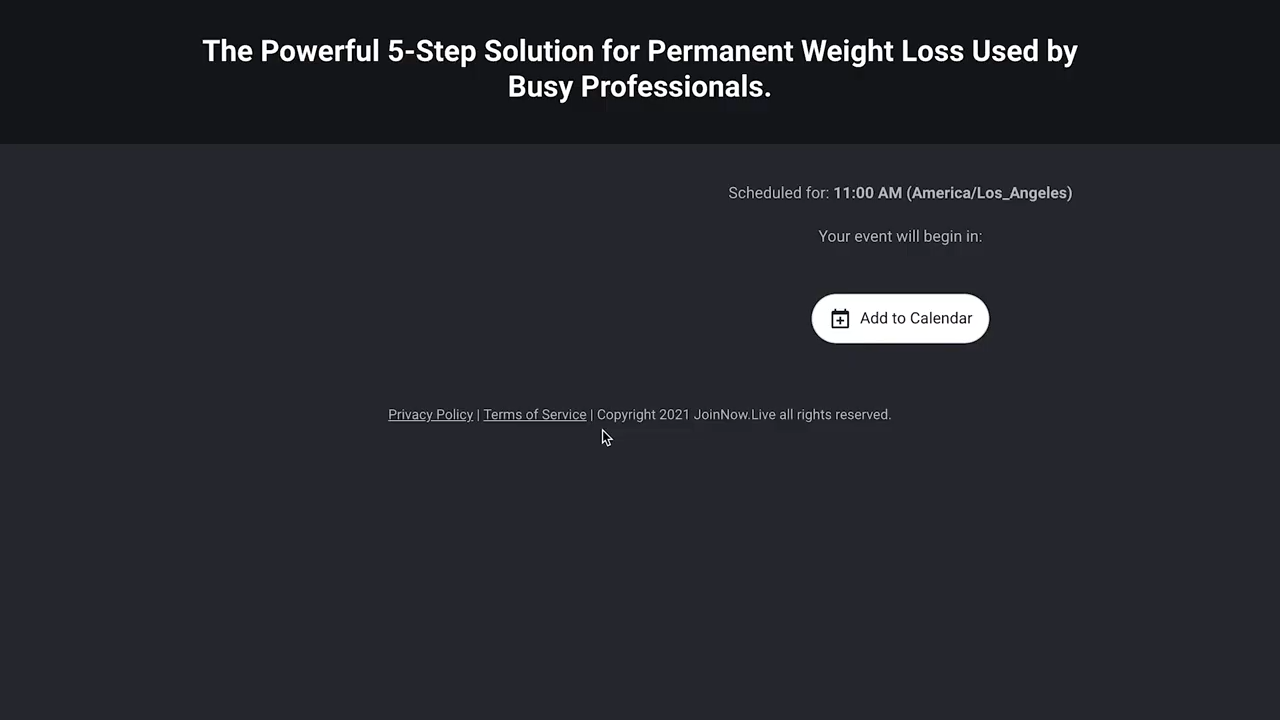 The Powerful 5-Step Solution for Permanent Weight Loss Used by
Busy Professionals.
Scheduled for: 11:00 AM (America/Los_Angeles)
Your event will begin in:
Add to Calendar
Privacy Policy | Terms of Service | Copyright 2021 JoinNow.Live all rights reserved.